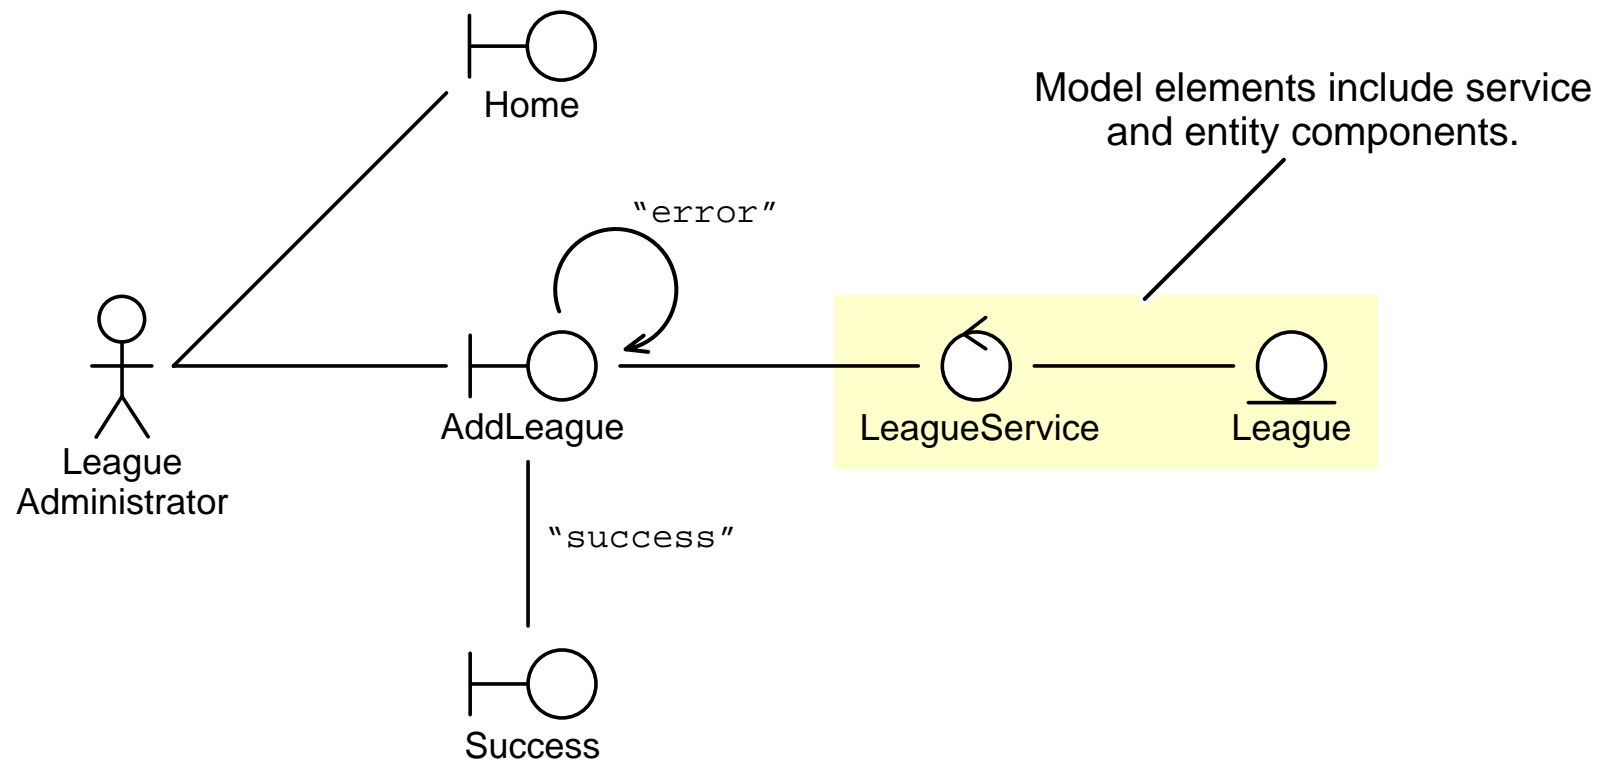 Home
Model elements include service
and entity components.
“error”
AddLeague
LeagueService
League
League
Administrator
“success”
Success